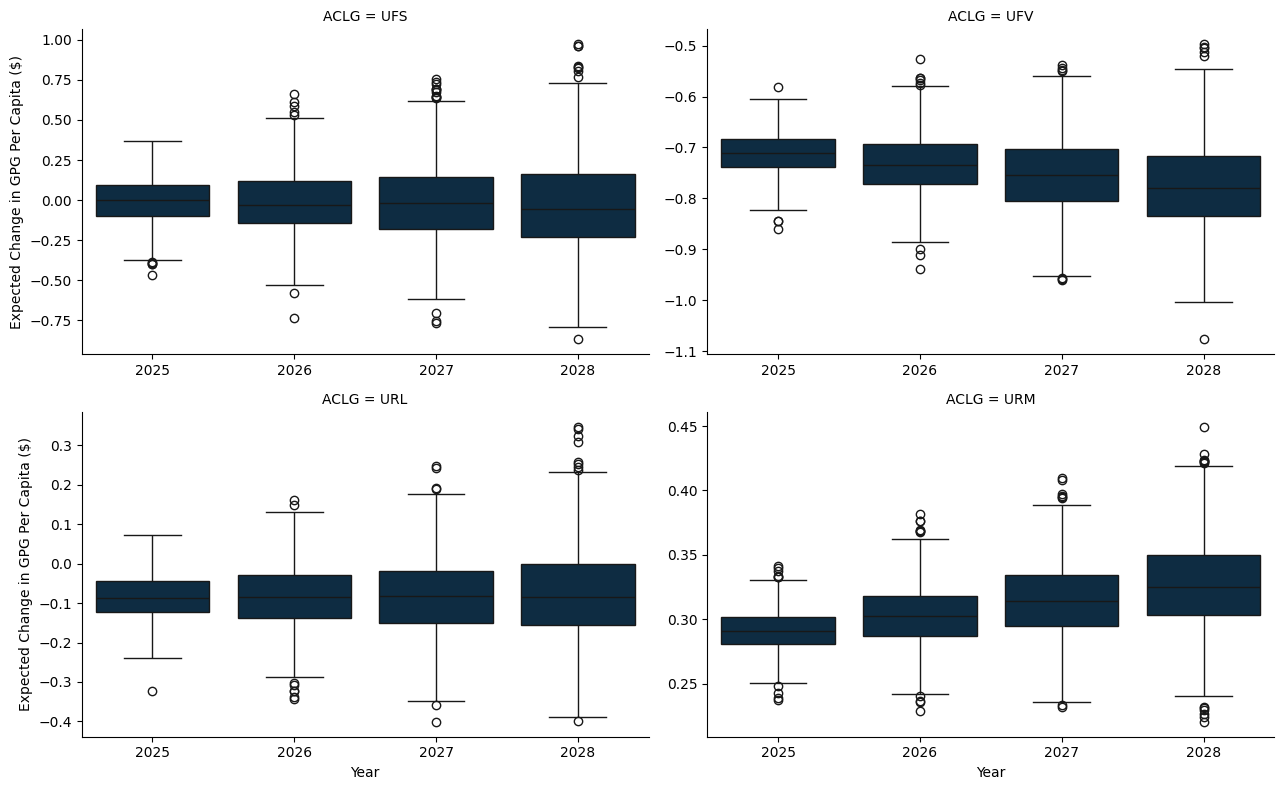 ACLG = UFS
Expected Change in GPG Per Capita ($)
1.00
0.75
0.50
0.25
0.00
−0.25
−0.50
−0.75
2025 2026 2027 2028
ACLG = UFV
−0.5
−0.6
−0.7
−0.8
−0.9
−1.0
−1.1
2025 2026 2027 2028
ACLG = URL
Expected Change in GPG Per Capita ($)
0.3
0.2
0.1
0.0
−0.1
−0.2
−0.3
−0.4
2025 2026 2027 2028
Year
ACLG = URM
0.45
0.40
0.35
0.30
0.25
2025 2026 2027 2028
Year